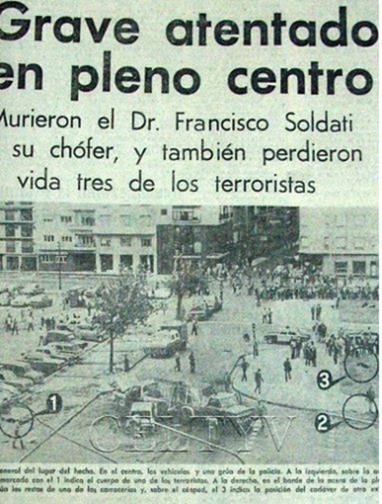 Grave atentado
en pleno centro
Murieron el Dr. Francisco Soldati
su chófer, y también perdieron
vida tres de los terroristas
1
3
2
CEMTV
general del lugar del hecho. En el centro, los vehículos y una grúa de la policía. A la izquierda, sobre la
marcado con el 1 indica el cuerpo de uno de los terroristas. A la derecha, en el borde de la acera de la
los restos de una de las carrocerías y, sobre el césped, el 3 indica la posición del cadáver de otro